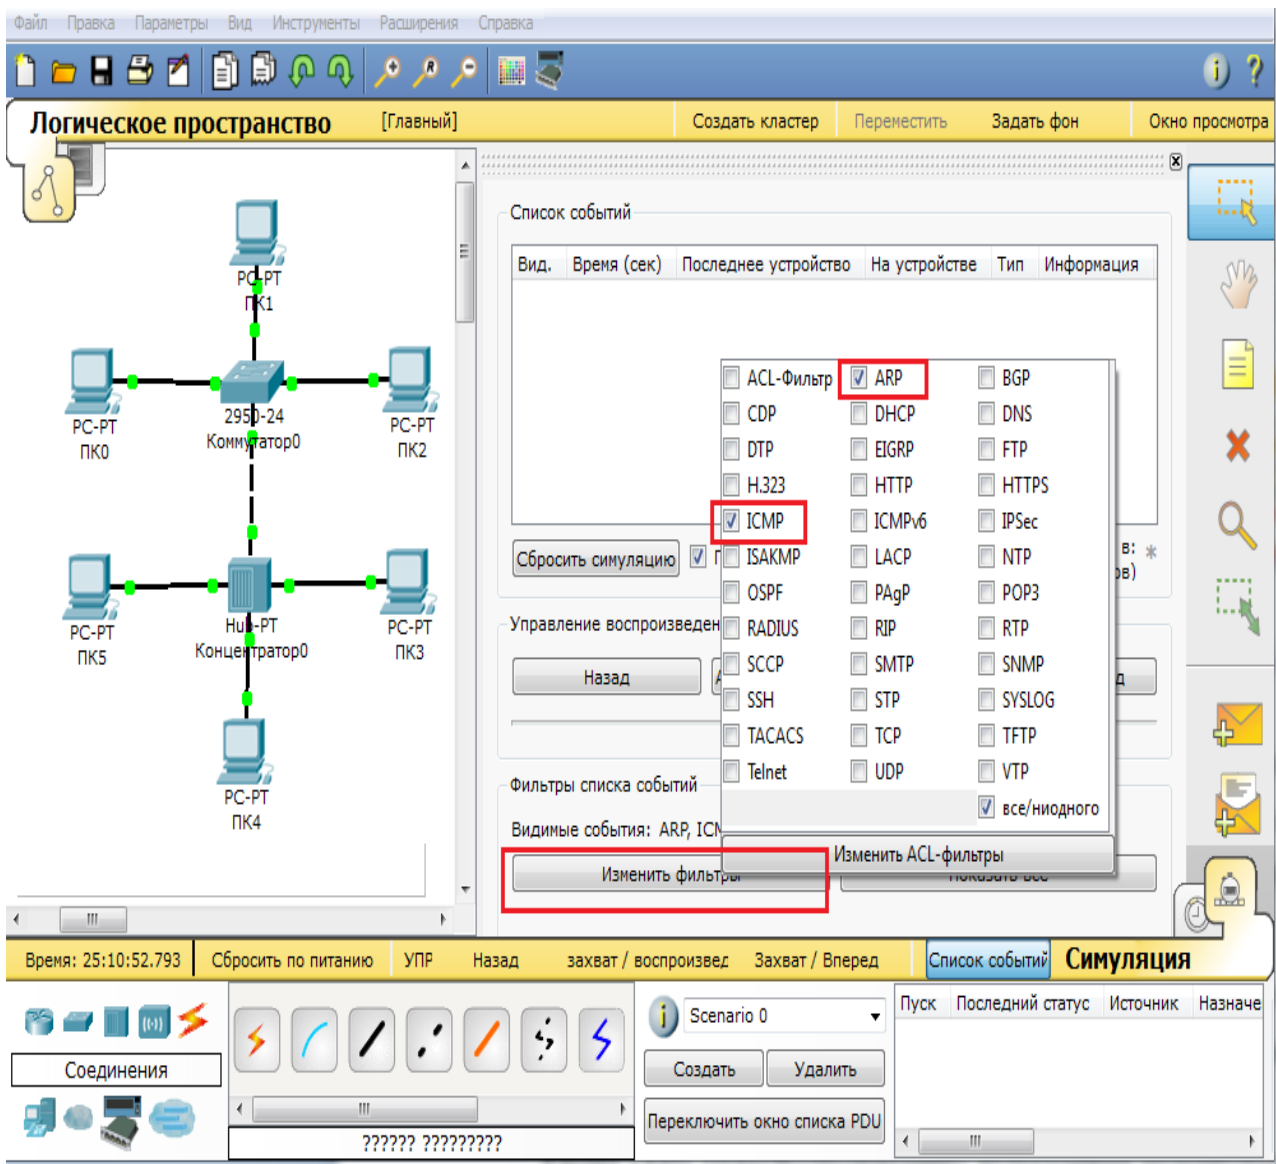 Файл Правка Параметры Вид Инструменты Расширения Справка
Логическое пространство [Главный] Создать кластер Переместить Задать фон Окно просмотра
PC-PT
ПК1
PC-PT
ПК0
2950-24
Коммутатор0
PC-PT
ПК2
PC-PT
ПК5
Hub-PT
Концентратор0
PC-PT
ПК3
PC-PT
ПК4
Список событий
Вид. Время (сек) Последнее устройство На устройстве Тип Информация
ACL-Фильтр ARP BGP
CDP DHCP DNS
DTP EIGRP FTP
H.323 HTTP HTTPS
ICMP ICMPv6 IPSec
ISAKMP LACP NTP
OSPF PAgP POP3
RADIUS RIP RTP
SCCP SMTP SNMP
SSH STP SYSLOG
TACACS TCP TFTP
Telnet UDP VTP
все/ниодного
Изменить ACL-фильтры
Сбросить симуляцию
Управление воспроизведен
Назад
Фильтры списка событий
Видимые события: ARP, ICM
Изменить фильтры Показать все
Время: 25:10:52.793 Сбросить по питанию УПР Назад захват / воспроизвед Захват / Вперед Список событий Симуляция
Соединения
?????? ?????????
i Scenario 0
Создать Удалить
Переключить окно списка PDU
Пуск Последний статус Источник Назначе